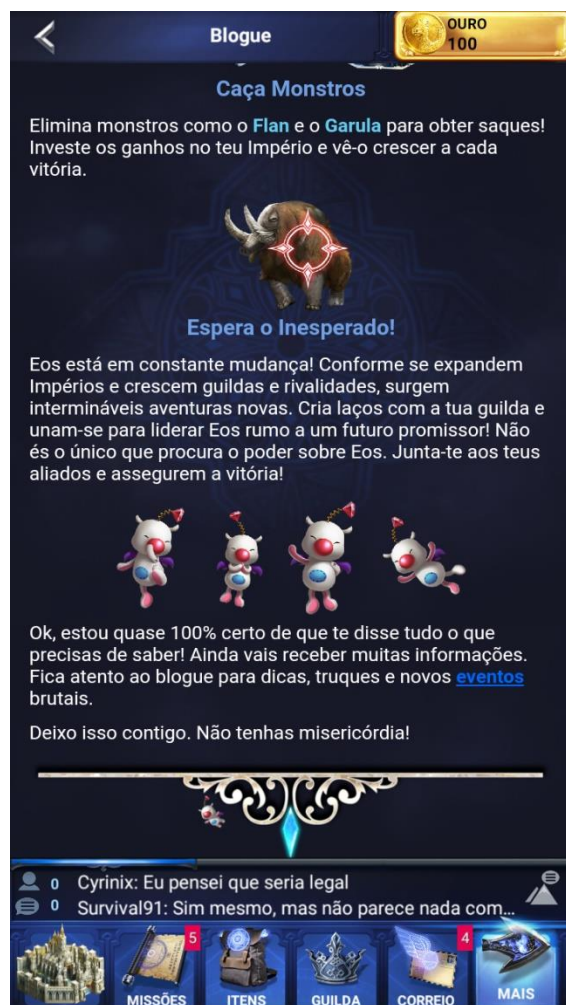 Blogue
OURO
100
Caça Monstros
Elimina monstros como o Flan e o Garula para obter saques!
Investe os ganhos no teu Império e vê-o crescer a cada
vitória.
Espera o Inesperado!
Eos está em constante mudança! Conforme se expandem
Impérios e crescem guildas e rivalidades, surgem
intermináveis aventuras novas. Cria laços com a tua guilda e
unam-se para liderar Eos rumo a um futuro promissor! Não
és o único que procura o poder sobre Eos. Junta-te aos teus
aliados e assegurem a vitória!
Ok, estou quase 100% certo de que te disse tudo o que
precisas de saber! Ainda vais receber muitas informações.
Fica atento ao blogue para dicas, truques e novos eventos
brutais.
Deixo isso contigo. Não tenhas misericórdia!
0 Cyrinix: Eu pensei que seria legal
0 Survival91: Sim mesmo, mas não parece nada com...
5 4
MISSÕES ITENS GUILDA CORREIO MAIS